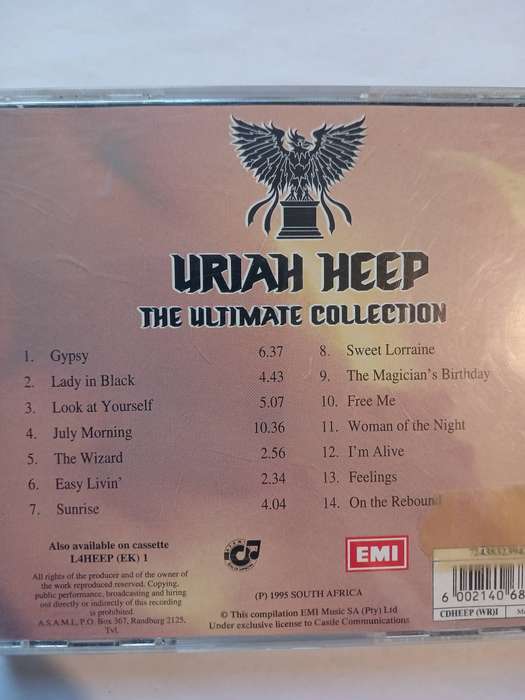 URIAH HEEP
THE ULTIMATE COLLECTION
1. Gypsy 6.37
2. Lady in Black 4.43
3. Look at Yourself 5.07
4. July Morning 10.36
5. The Wizard 2.56
6. Easy Livin' 2.34
7. Sunrise 4.04
8. Sweet Lorraine
9. The Magician's Birthday
10. Free Me
11. Woman of the Night
12. I'm Alive
13. Feelings
14. On the Rebound
Also available on cassette
L4HEEP (EK) 1
All rights of the producer and of the owner of
the work reproduced reserved. Copying,
public performance, broadcasting and hiring
out directly or indirectly of this recording
is prohibited.
A.S.A.M.I., P.O. Box 367, Randburg 2125,
Tvl.
EMI
(P) 1995 SOUTH AFRICA
© This compilation EMI Music SA (Pty) Ltd
Under exclusive license to Castle Communications
6 002140 68
CDHEEP (WR)1